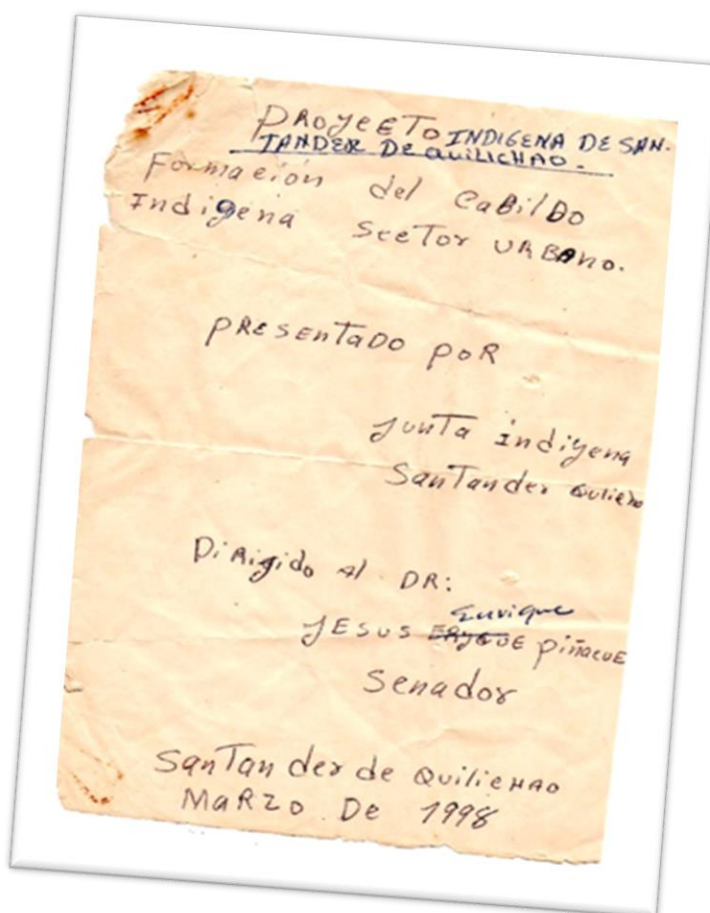 PROYECTO INDIGENA DE SAN-
TANDER DE QUILICHAO.
Formacion del CaBilDo
Indigena SecTor URBANO.
PRESenTaDO POR
JunTa indigena
SanTander Quilicho
DiRigido Al DR:
Enrique
JESUS PiñacuE
Senador
SanTander de QuilicHAO
MaRZo De 1998